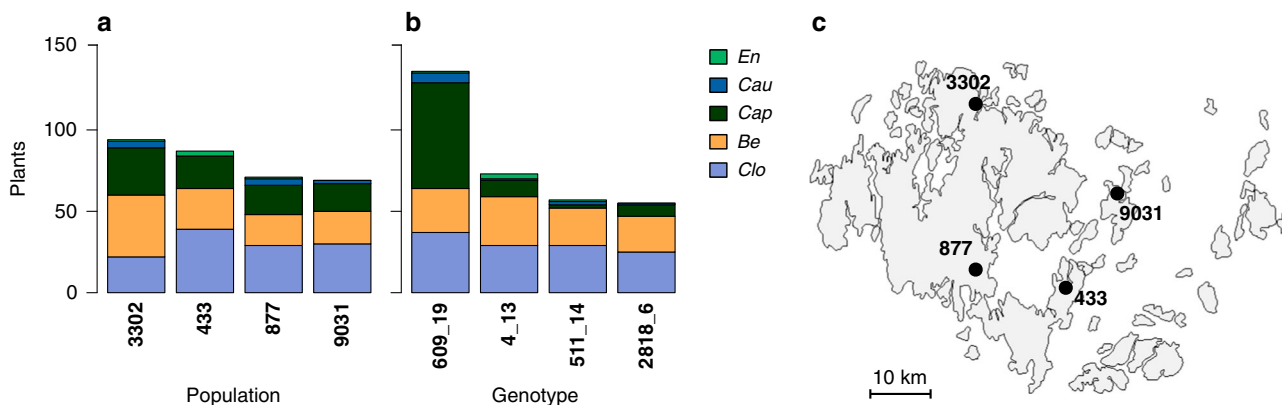 a
150
100
50
0
Plants
3302
433
877
9031
Population
b
609_19
4_13
511_14
2818_6
Genotype
En
Cau
Cap
Be
Clo
c
3302
9031
877
433
10 km